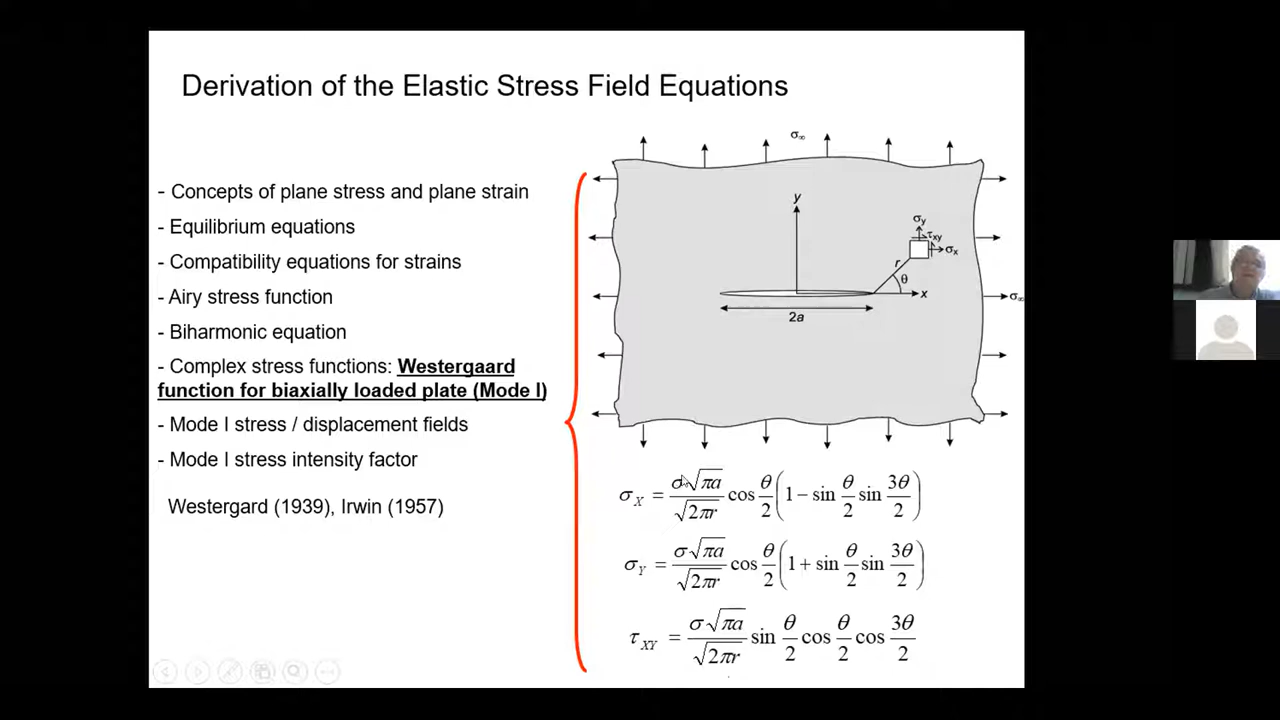 Derivation of the Elastic Stress Field Equations
- Concepts of plane stress and plane strain
- Equilibrium equations
- Compatibility equations for strains
- Airy stress function
- Biharmonic equation
- Complex stress functions: Westergaard
function for biaxially loaded plate (Mode I)
- Mode I stress / displacement fields
- Mode I stress intensity factor
Westergard (1939), Irwin (1957)
σ∞
y
σy
τxy
σx
r
θ
x
σ∞
2a
σ_X = σ√πa / √2πr cos θ/2 (1 − sin θ/2 sin 3θ/2)
σ_Y = σ√πa / √2πr cos θ/2 (1 + sin θ/2 sin 3θ/2)
τ_XY = σ√πa / √2πr sin θ/2 cos θ/2 cos 3θ/2